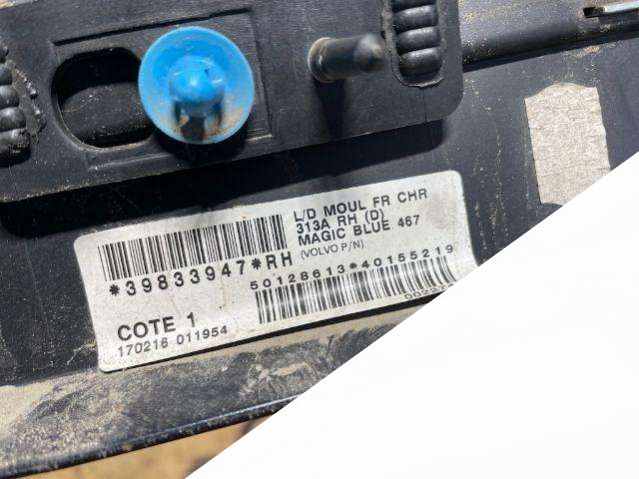 L/D MOUL FR CHR
313A RH (D)
MAGIC BLUE 467
(VOLVO P/N)
*39833947*RH
50128613*40155219
COTE 1
170216 011954